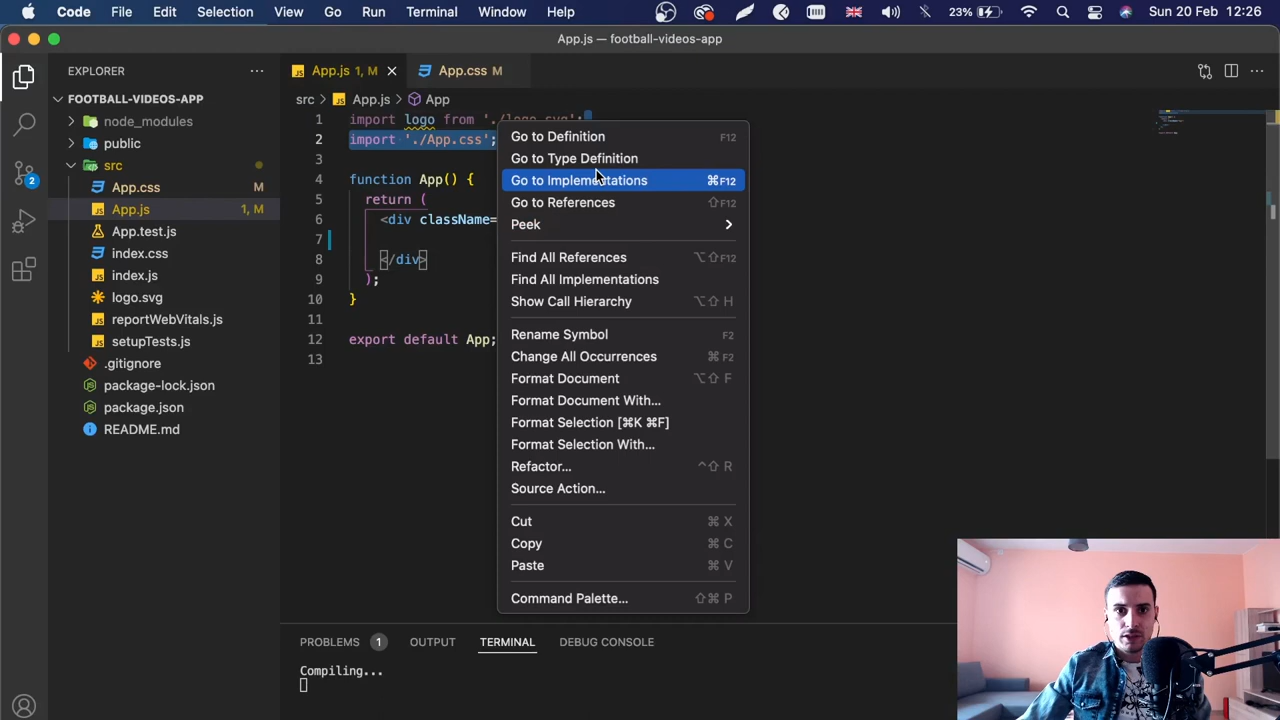 Code File Edit Selection View Go Run Terminal Window Help 23% Sun 20 Feb 12:26
App.js — football-videos-app
EXPLORER
App.js 1, M
App.css M
FOOTBALL-VIDEOS-APP
src > App.js > App
node_modules
public
src
App.css M
App.js 1, M
App.test.js
index.css
index.js
logo.svg
reportWebVitals.js
setupTests.js
.gitignore
package-lock.json
package.json
README.md
2
1 import logo from './logo.svg';
2 import './App.css';
3
4 function App() {
5 return (
6 <div className=
7
8 </div>
9 );
10 }
11
12 export default App;
13
Go to Definition F12
Go to Type Definition
Go to Implementations ⌘F12
Go to References ⇧F12
Peek
Find All References ⌥⇧F12
Find All Implementations
Show Call Hierarchy ⌥⇧ H
Rename Symbol F2
Change All Occurrences ⌘ F2
Format Document ⌥⇧ F
Format Document With...
Format Selection [⌘K ⌘F]
Format Selection With...
Refactor... ^⇧ R
Source Action...
Cut ⌘ X
Copy ⌘ C
Paste ⌘ V
Command Palette... ⇧⌘ P
PROBLEMS 1 OUTPUT TERMINAL DEBUG CONSOLE
Compiling...